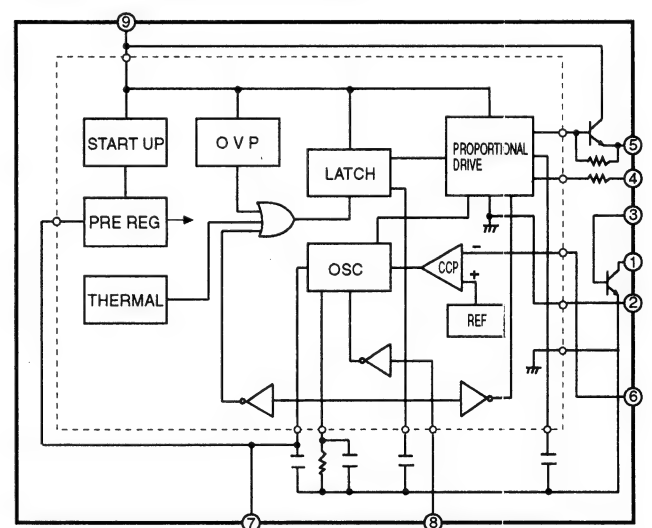 9
START UP
O V P
PROPORTIONAL
DRIVE
5
LATCH
4
PRE REG
3
OSC
CCP
−
+
1
THERMAL
REF
2
6
7
8